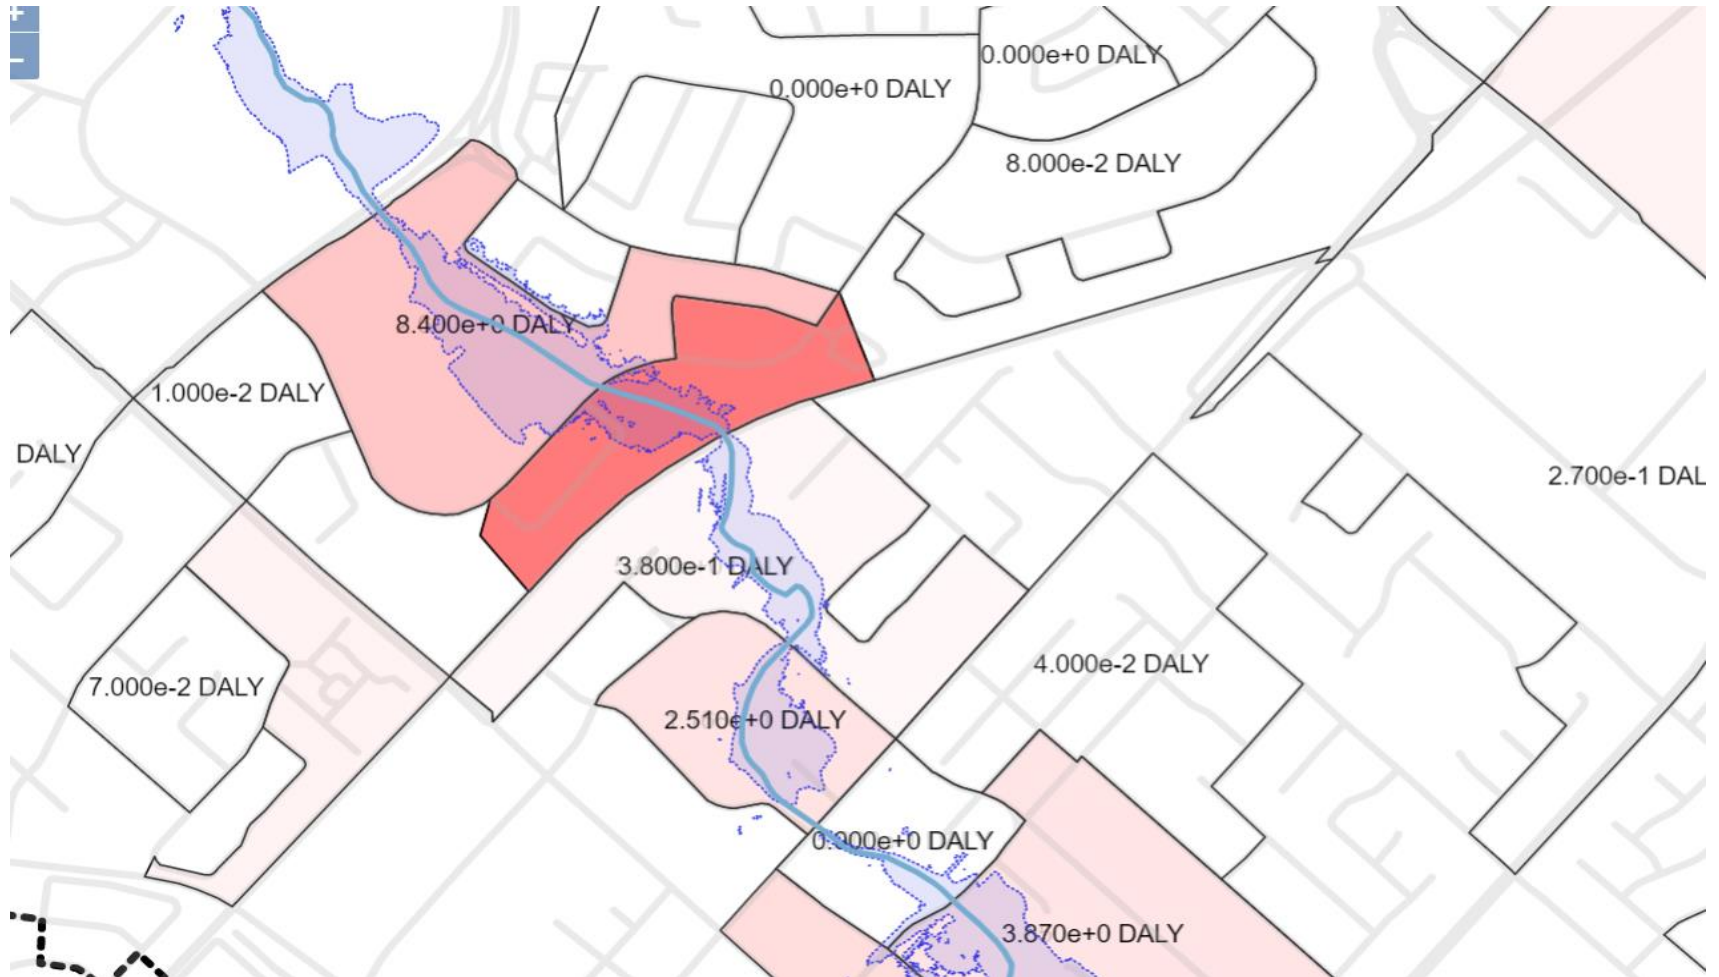 +
−
0.000e+0 DALY
0.000e+0 DALY
8.000e-2 DALY
8.400e+0 DALY
1.000e-2 DALY
DALY
2.700e-1 DAL
3.800e-1 DALY
4.000e-2 DALY
7.000e-2 DALY
2.510e+0 DALY
0.000e+0 DALY
3.870e+0 DALY